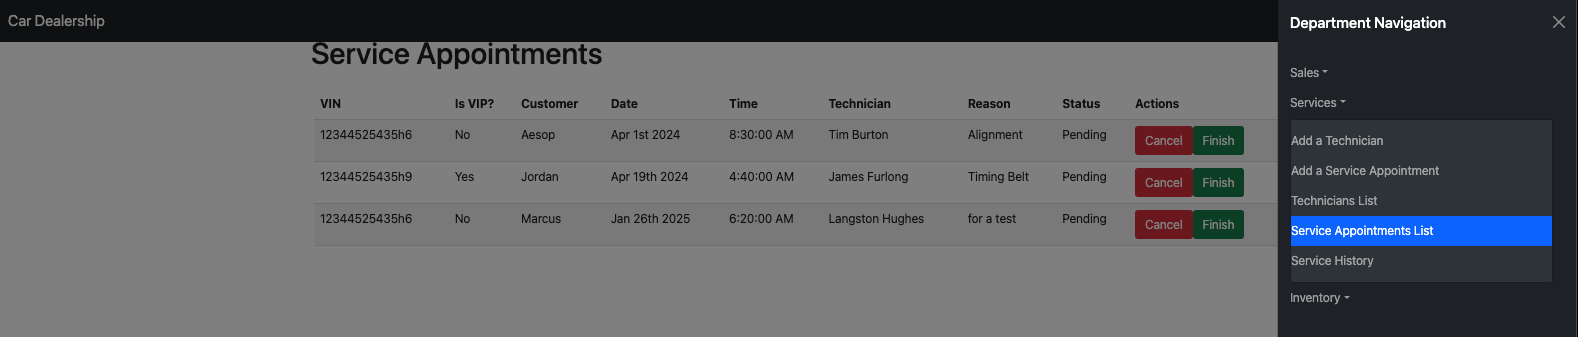 Car Dealership
Service Appointments
VIN Is VIP? Customer Date Time Technician Reason Status Actions
12344525435h6 No Aesop Apr 1st 2024 8:30:00 AM Tim Burton Alignment Pending Cancel Finish
12344525435h9 Yes Jordan Apr 19th 2024 4:40:00 AM James Furlong Timing Belt Pending Cancel Finish
12344525435h6 No Marcus Jan 26th 2025 6:20:00 AM Langston Hughes for a test Pending Cancel Finish
Department Navigation
Sales
Services
Add a Technician
Add a Service Appointment
Technicians List
Service Appointments List
Service History
Inventory